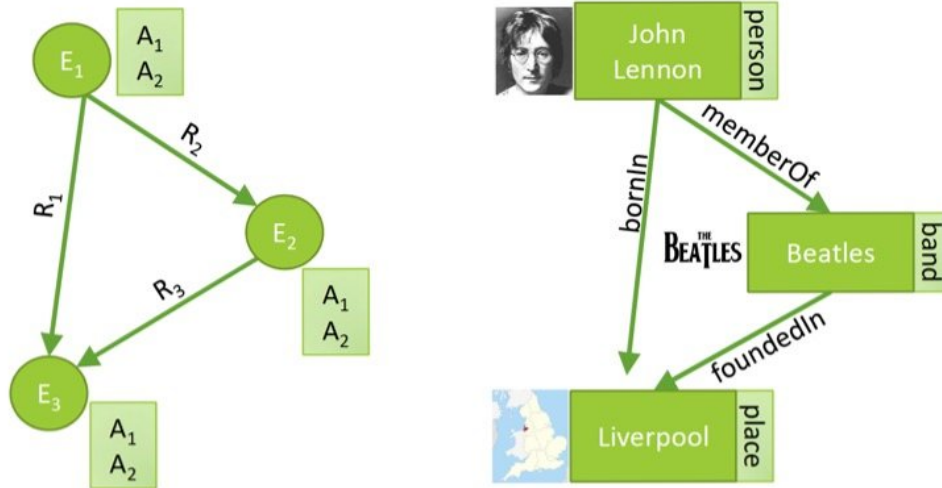 E₁
A₁
A₂
R₂
R₁
E₂
R₃
A₁
A₂
E₃
A₁
A₂
John
Lennon
person
memberOf
bornIn
THE
BEATLES
Beatles
band
foundedIn
Liverpool
place